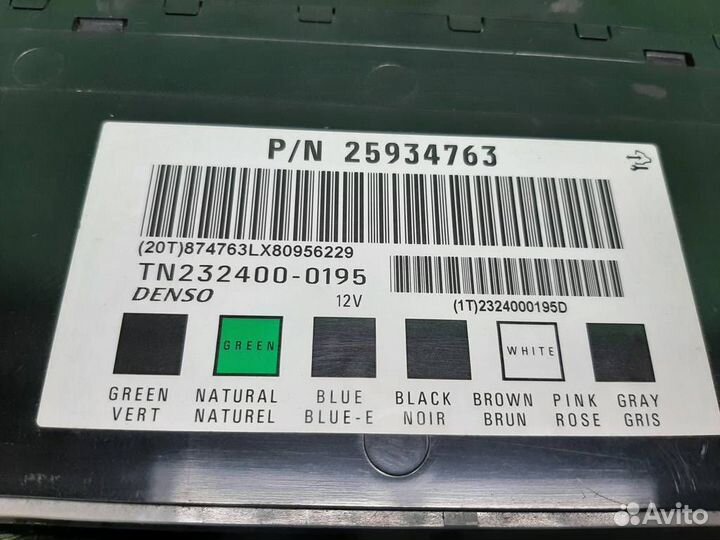 P/N 25934763
(20T)874763LX80956229
TN232400-0195
DENSO 12V
(1T)2324000195D
GREEN WHITE
GREEN NATURAL BLUE BLACK BROWN PINK GRAY
VERT NATUREL BLUE-E NOIR BRUN ROSE GRIS
Avito